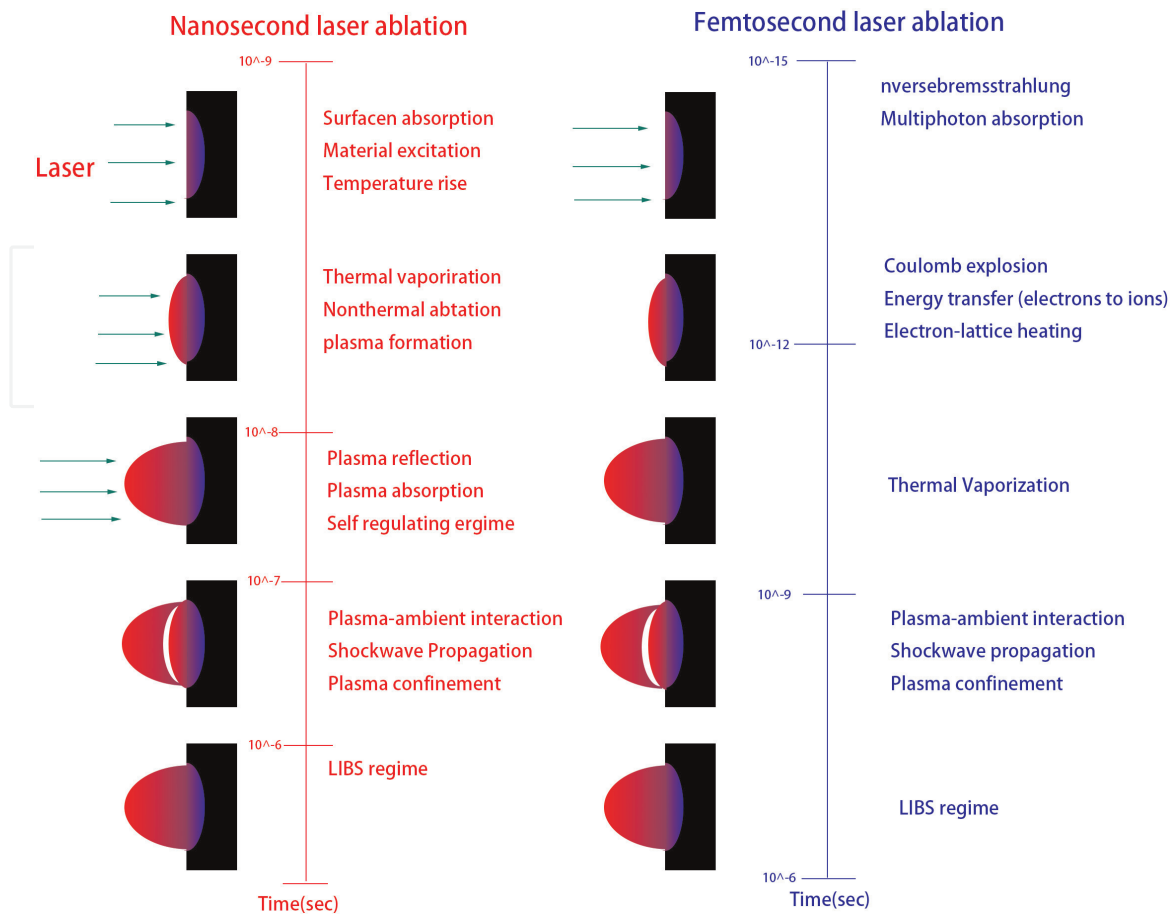 Nanosecond laser ablation
10^-9
Surfacen absorption
Material excitation
Temperature rise
Laser
Thermal vaporiration
Nonthermal abtation
plasma formation
10^-8
Plasma reflection
Plasma absorption
Self regulating ergime
10^-7
Plasma-ambient interaction
Shockwave Propagation
Plasma confinement
10^-6
LIBS regime
Time(sec)
Femtosecond laser ablation
10^-15
nversebremsstrahlung
Multiphoton absorption
Coulomb explosion
Energy transfer (electrons to ions)
Electron-lattice heating
10^-12
Thermal Vaporization
10^-9
Plasma-ambient interaction
Shockwave propagation
Plasma confinement
LIBS regime
10^-6
Time(sec)